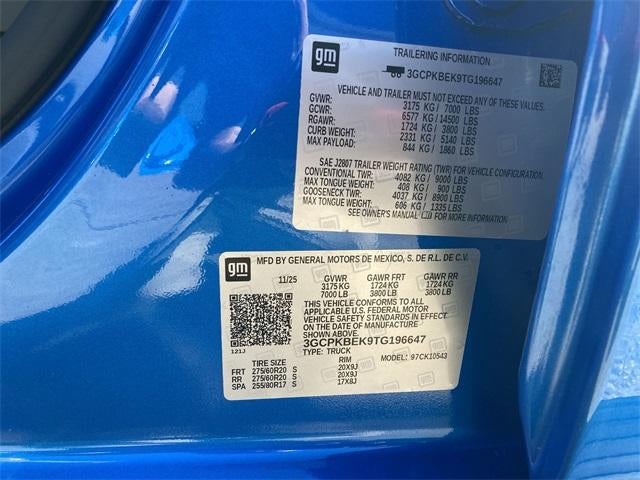 gm
TRAILERING INFORMATION
3GCPKBEK9TG196647
VEHICLE AND TRAILER MUST NOT EXCEED ANY OF THESE VALUES.
GVWR: 3175 KG / 7000 LBS
GCWR: 6577 KG / 14500 LBS
RGAWR: 1724 KG / 3800 LBS
CURB WEIGHT: 2331 KG / 5140 LBS
MAX PAYLOAD: 844 KG / 1860 LBS
SAE J2807 TRAILER WEIGHT RATING (TWR) FOR VEHICLE CONFIGURATION.
CONVENTIONAL TWR: 4082 KG / 9000 LBS
MAX TONGUE WEIGHT: 408 KG / 900 LBS
GOOSENECK TWR: 4037 KG / 8900 LBS
MAX TONGUE WEIGHT: 606 KG / 1335 LBS
SEE OWNER'S MANUAL FOR MORE INFORMATION
gm
MFD BY GENERAL MOTORS DE MEXICO, S. DE R.L. DE C.V.
11/25 GVWR GAWR FRT GAWR RR
3175 KG 1724 KG 1724 KG
7000 LB 3800 LB 3800 LB
THIS VEHICLE CONFORMS TO ALL
APPLICABLE U.S. FEDERAL MOTOR
VEHICLE SAFETY STANDARDS IN EFFECT
ON THE DATE OF MANUFACTURE
SHOWN ABOVE.
3GCPKBEK9TG196647
121J TYPE: TRUCK MODEL: 97CK10543
TIRE SIZE RIM
FRT 275/60R20 S 20X9J
RR 275/60R20 S 20X9J
SPA 255/80R17 S 17X8J